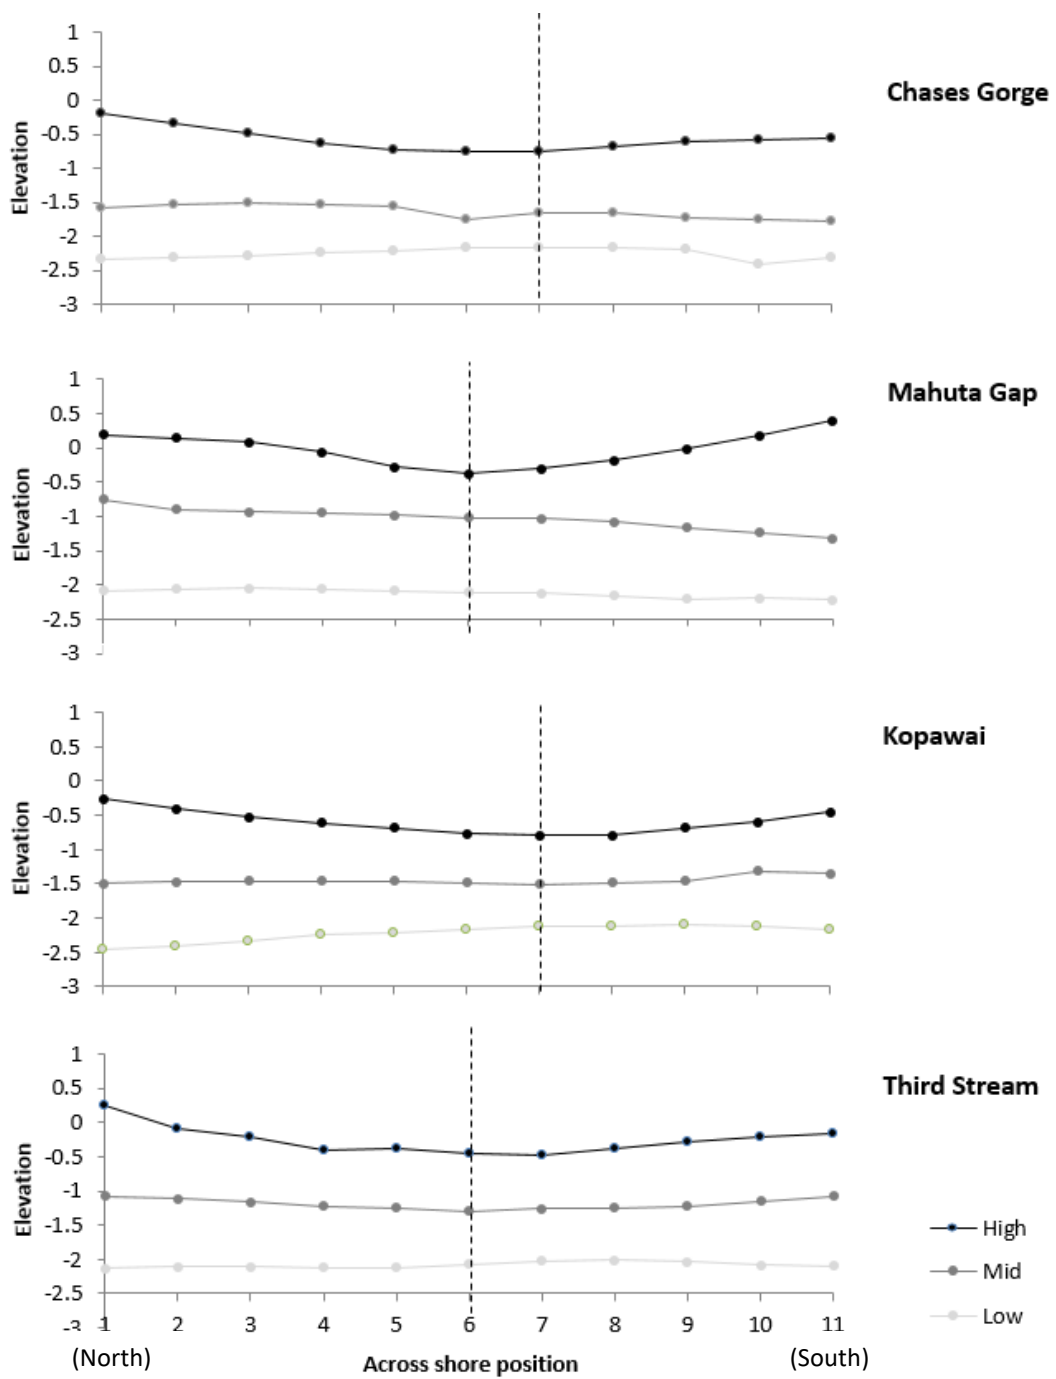 Chases Gorge
Elevation
1
0.5
0
-0.5
-1
-1.5
-2
-2.5
-3
Mahuta Gap
Elevation
1
0.5
0
-0.5
-1
-1.5
-2
-2.5
-3
Kopawai
Elevation
1
0.5
0
-0.5
-1
-1.5
-2
-2.5
-3
Third Stream
Elevation
1
0.5
0
-0.5
-1
-1.5
-2
-2.5
-3
High
Mid
Low
1 2 3 4 5 6 7 8 9 10 11
(North) Across shore position (South)